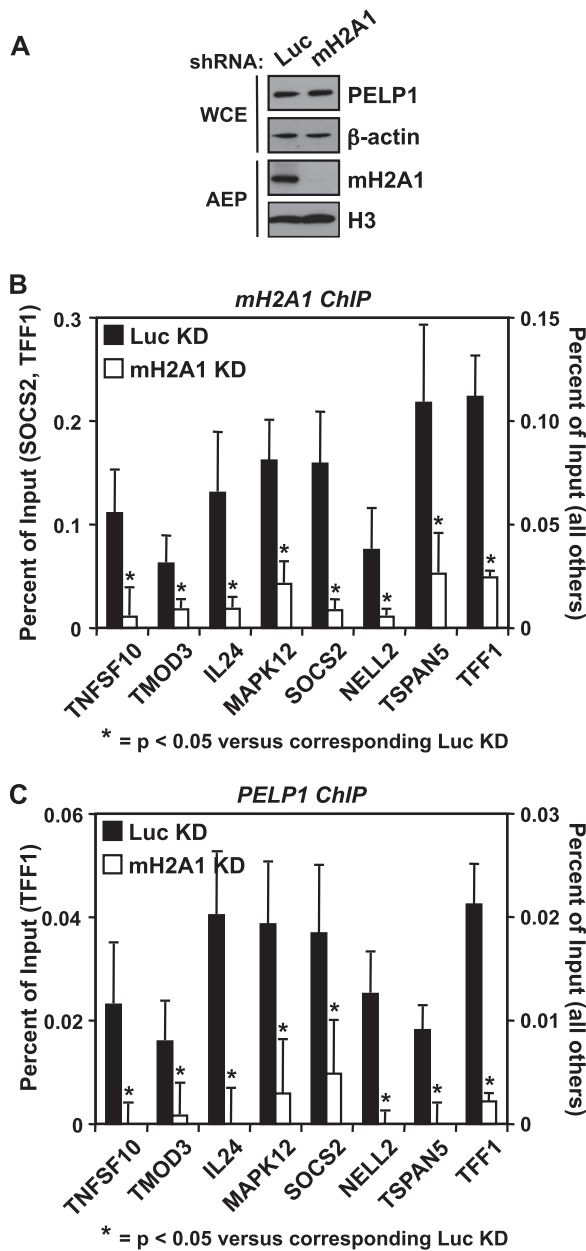 A
shRNA: Luc mH2A1
WCE
PELP1
β-actin
AEP
mH2A1
H3
B
mH2A1 ChIP
Percent of Input (SOCS2, TFF1)
Percent of Input (all others)
0.3
0.2
0.1
0
0.15
0.10
0.05
0
Luc KD
mH2A1 KD
* * * * * * * *
TNFSF10 TMOD3 IL24 MAPK12 SOCS2 NELL2 TSPAN5 TFF1
* = p < 0.05 versus corresponding Luc KD
C
PELP1 ChIP
Percent of Input (TFF1)
Percent of Input (all others)
0.06
0.04
0.02
0
0.03
0.02
0.01
0
Luc KD
mH2A1 KD
* * * * * * * *
TNFSF10 TMOD3 IL24 MAPK12 SOCS2 NELL2 TSPAN5 TFF1
* = p < 0.05 versus corresponding Luc KD